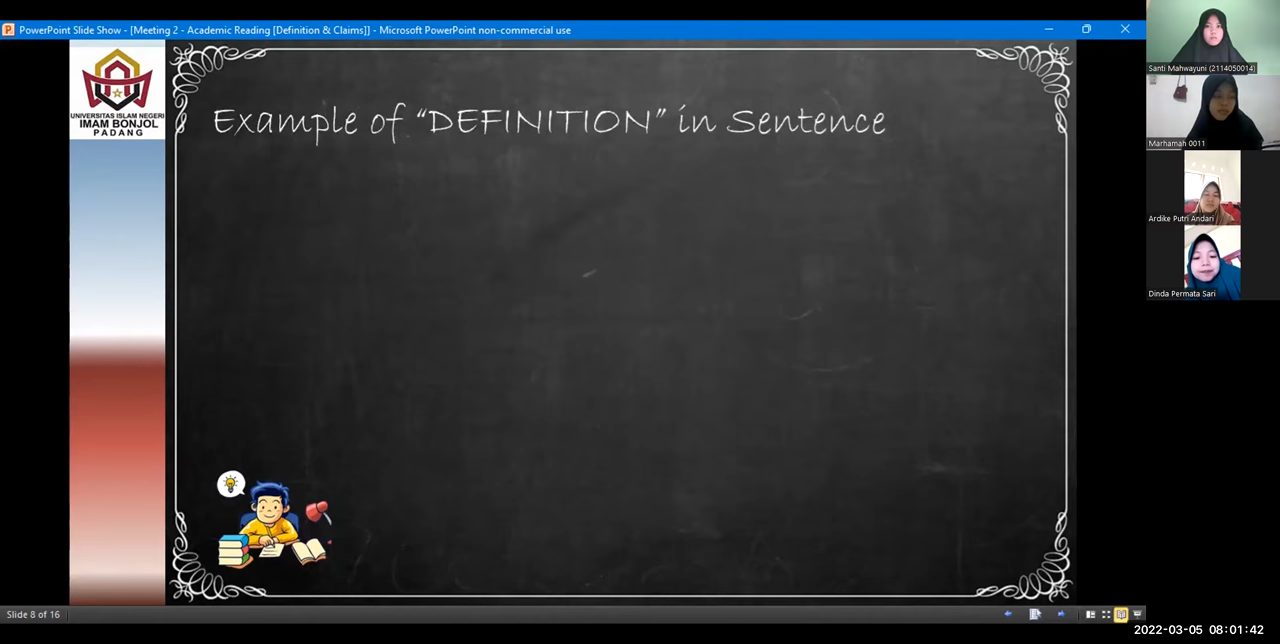 PowerPoint Slide Show - [Meeting 2 - Academic Reading [Definition & Claims]] - Microsoft PowerPoint non-commercial use
UNIVERSITAS ISLAM NEGERI
IMAM BONJOL
PADANG
Example of “DEFINITION” in Sentence
Santi Mahwayuni (2114050014)
Marhamah 0011
Ardike Putri Andari
Dinda Permata Sari
Slide 8 of 16
2022-03-05 08:01:42